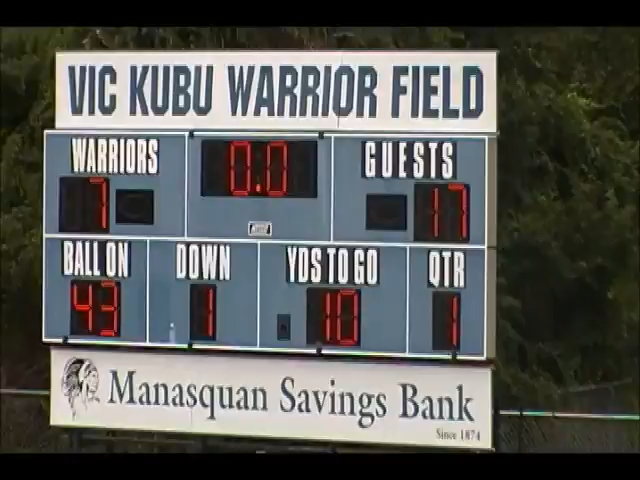 VIC KUBU WARRIOR FIELD
WARRIORS 0.0 GUESTS
7 17
BALL ON DOWN YDS TO GO QTR
43 1 10 1
Manasquan Savings Bank
Since 1874